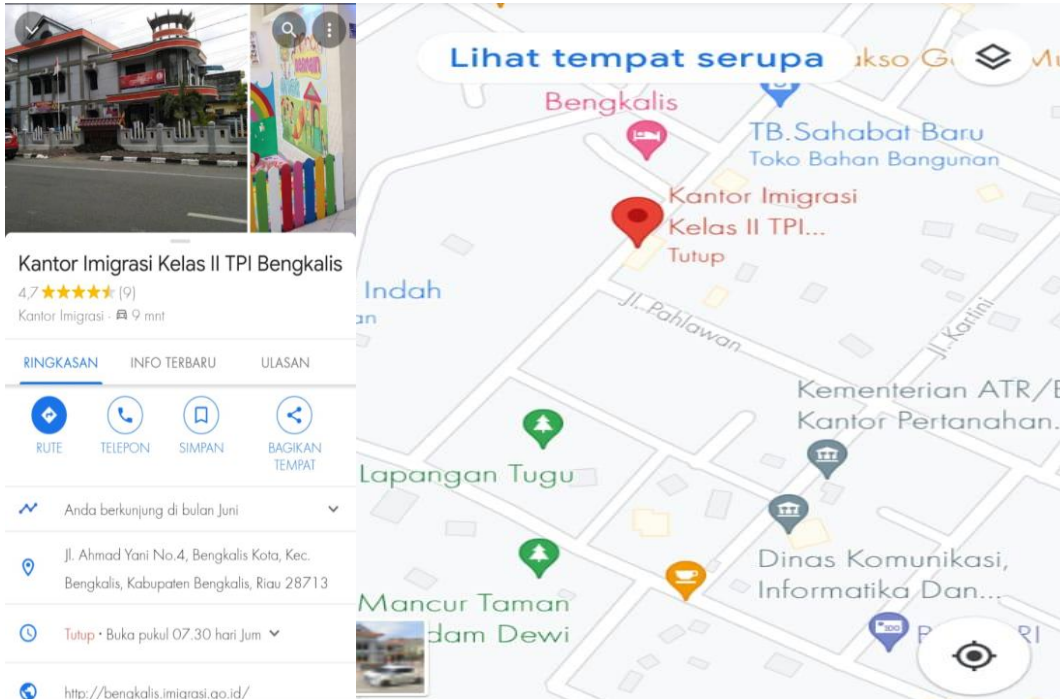 Kantor Imigrasi Kelas II TPI Bengkalis
4,7 (9)
Kantor Imigrasi · 9 mnt
RINGKASAN INFO TERBARU ULASAN
RUTE TELEPON SIMPAN BAGIKAN
TEMPAT
Anda berkunjung di bulan Juni
Jl. Ahmad Yani No.4, Bengkalis Kota, Kec.
Bengkalis, Kabupaten Bengkalis, Riau 28713
Tutup · Buka pukul 07.30 hari Jum
http://bengkalis.imigrasi.go.id/
Lihat tempat serupa
Bengkalis
TB.Sahabat Baru
Toko Bahan Bangunan
Kantor Imigrasi
Kelas II TPI...
Tutup
Indah
Jl. Pahlawan
Jl. Kartini
Kementerian ATR/
Kantor Pertanahan.
Lapangan Tugu
Dinas Komunikasi,
Informatika Dan...
Mancur Taman
dam Dewi